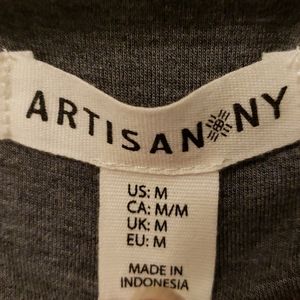 ARTISAN NY
US: M
CA: M/M
UK: M
EU: M
MADE IN
INDONESIA